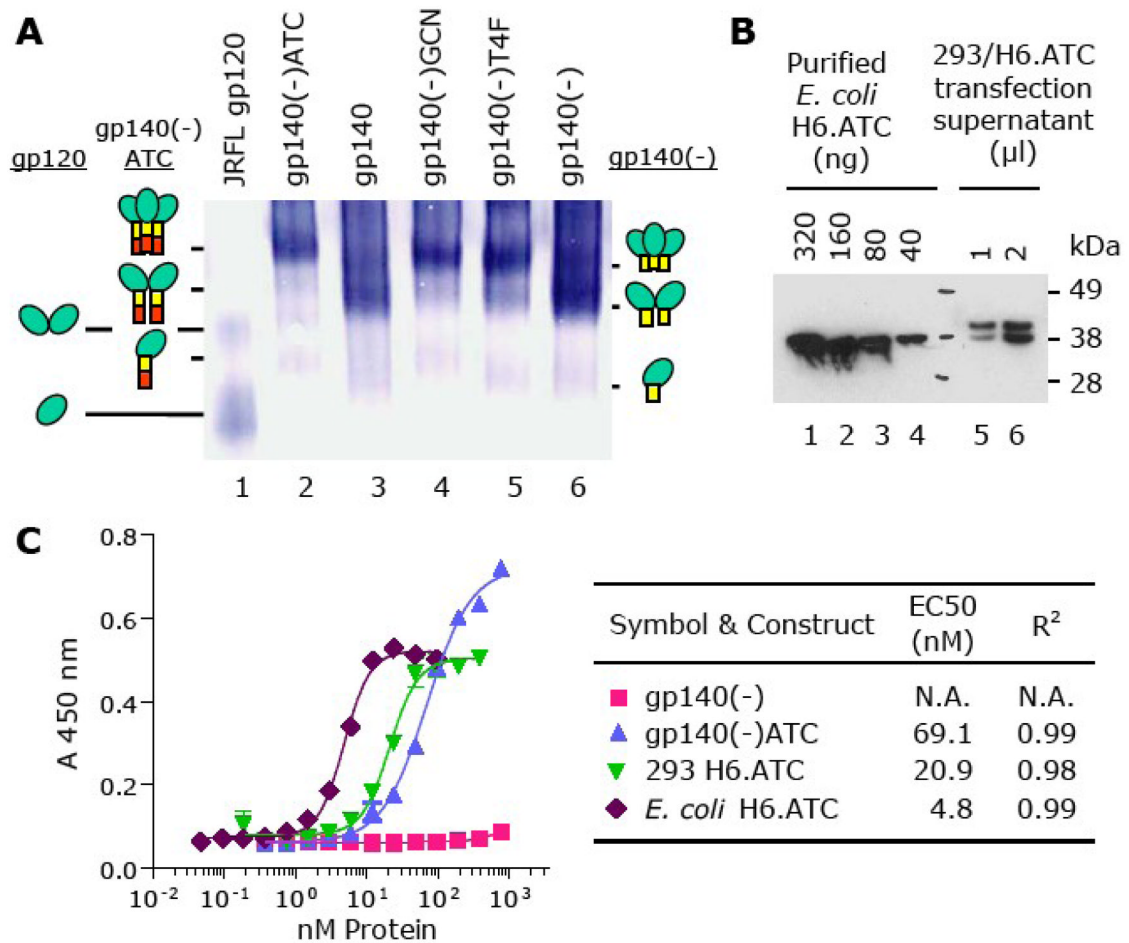 A
gp120
gp140(-)
ATC
JRFL gp120
gp140(-)ATC
gp140
gp140(-)GCN
gp140(-)T4F
gp140(-)
gp140(-)
1 2 3 4 5 6
B
Purified
E. coli
H6.ATC
(ng)
293/H6.ATC
transfection
supernatant
(µl)
320 160 80 40 1 2 kDa
49
38
28
1 2 3 4 5 6
C
A 450 nm
0.8
0.6
0.4
0.2
0.0
10-2 10-1 100 101 102 103
nM Protein
Symbol & Construct EC50 (nM) R2
gp140(-) N.A. N.A.
gp140(-)ATC 69.1 0.99
293 H6.ATC 20.9 0.98
E. coli H6.ATC 4.8 0.99